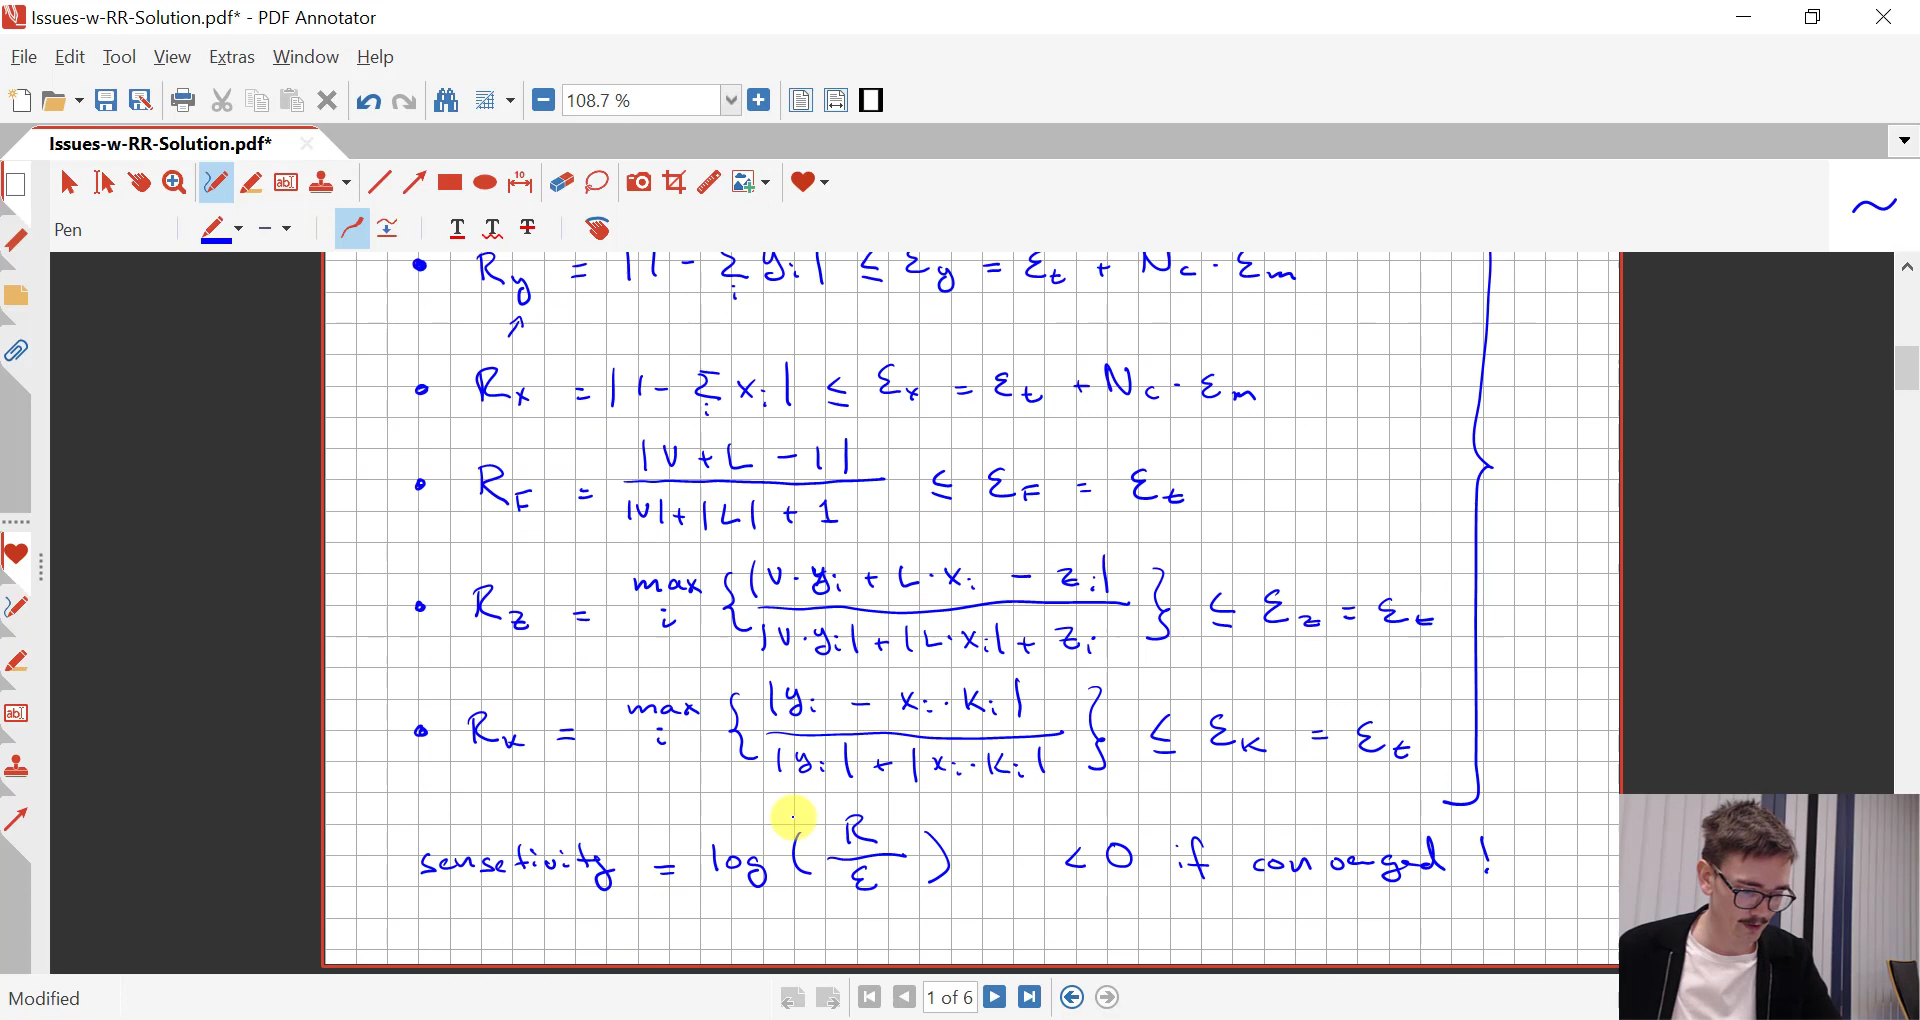 Issues-w-RR-Solution.pdf* - PDF Annotator
File Edit Tool View Extras Window Help
108.7 %
Issues-w-RR-Solution.pdf*
Pen
• R_y = |1 - Σ_i y_i| ≤ ε_y = ε_t + N_c · ε_m
• R_x = |1 - Σ_i x_i| ≤ ε_x = ε_t + N_c · ε_m
• R_F = |V + L - 1| / (|V| + |L| + 1) ≤ ε_F = ε_t
• R_z = max_i { |V·y_i + L·x_i - z_i| / (|V·y_i| + |L·x_i| + z_i) } ≤ ε_z = ε_t
• R_K = max_i { |y_i - x_i·K_i| / (|y_i| + |x_i·K_i|) } ≤ ε_K = ε_t
sensetivity = log ( R / ε ) < 0 if converged !
Modified
1 of 6